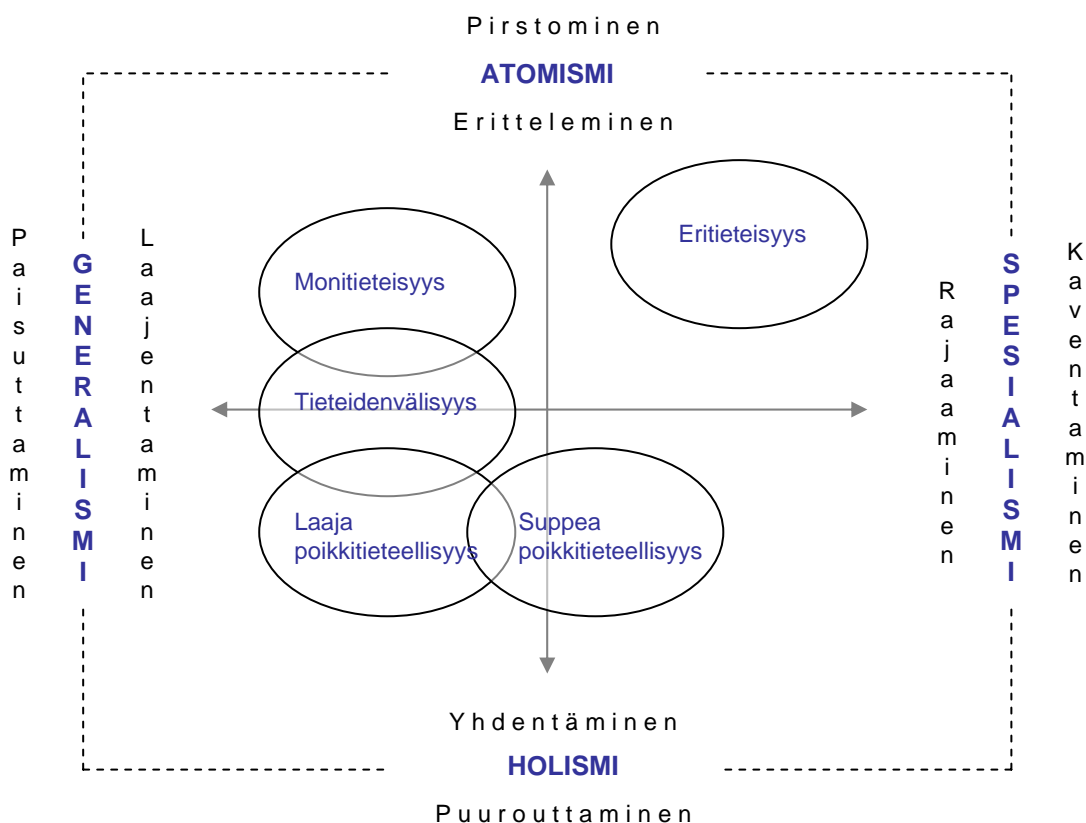 Pirstominen
ATOMISMI
Eritteleminen
Paisuttaminen
GENERALISMI
Laajentaminen
Monitieteisyys
Eritieteisyys
Tieteidenvälisyys
Laaja
poikkitieteellisyys
Suppea
poikkitieteellisyys
Rajaaminen
SPESIALISMI
Kaventaminen
Yhdentäminen
HOLISMI
Puurouttaminen